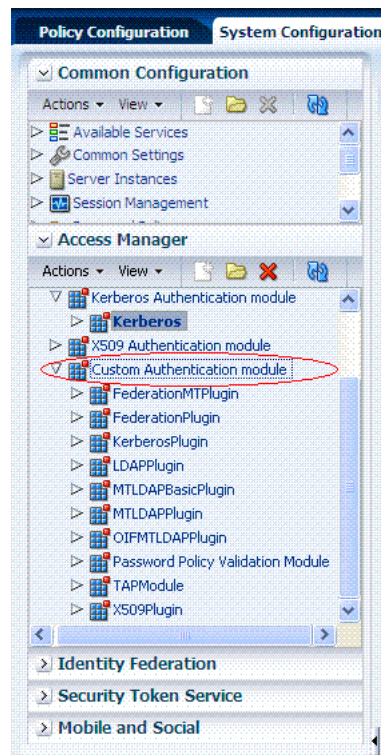 Policy Configuration System Configuration
Common Configuration
Actions View
Available Services
Common Settings
Server Instances
Session Management
Access Manager
Actions View
Kerberos Authentication module
Kerberos
X509 Authentication module
Custom Authentication module
FederationMTPlugin
FederationPlugin
KerberosPlugin
LDAPPlugin
MTLDAPBasicPlugin
MTLDAPPlugin
OIFMTLDAPPlugin
Password Policy Validation Module
TAPModule
X509Plugin
Identity Federation
Security Token Service
Mobile and Social